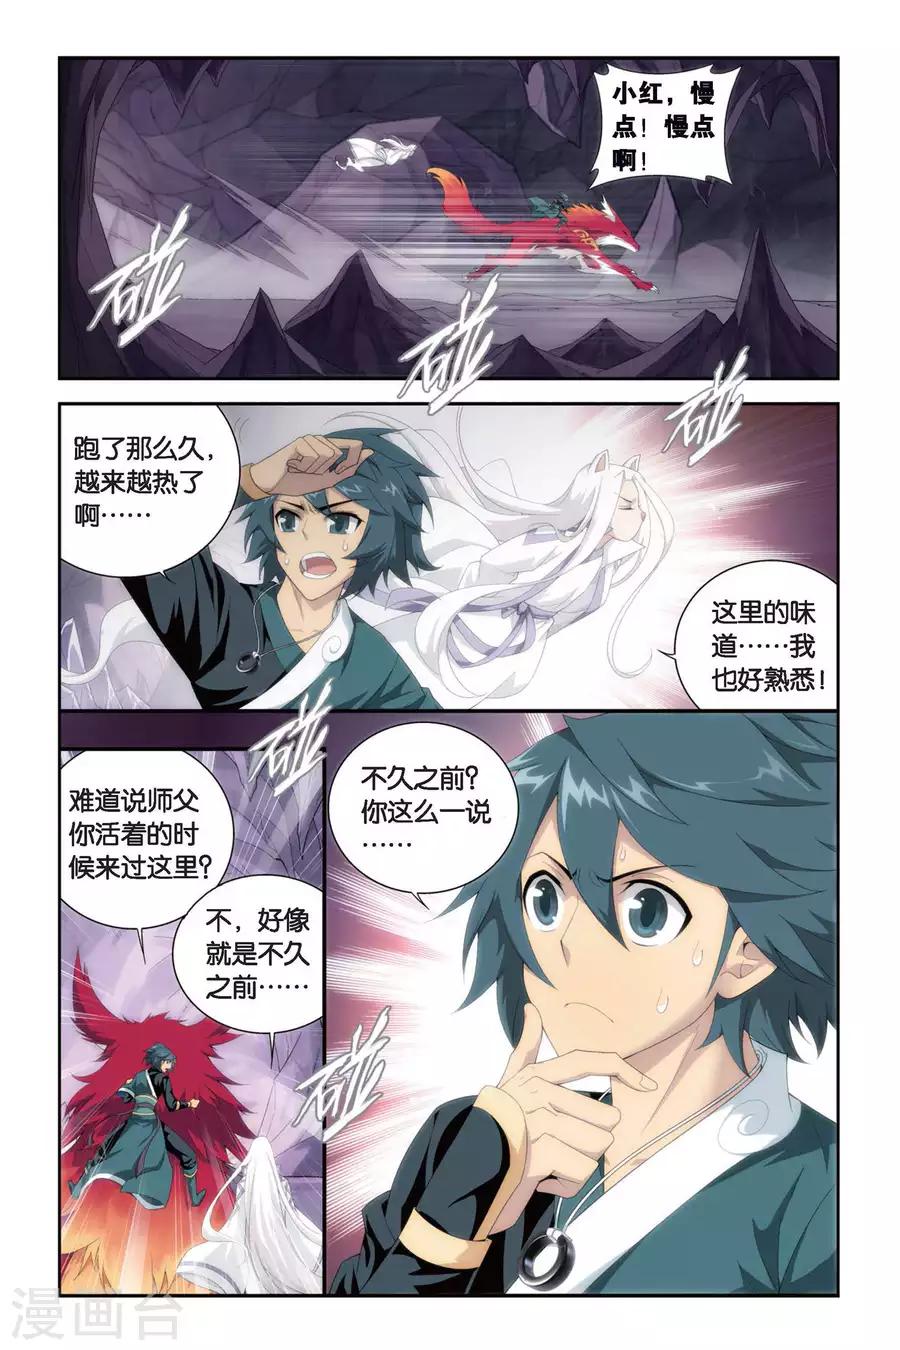 小红，慢
点！慢点
啊！
碰
碰
碰
跑了那么久，
越来越热了
啊……
这里的味
道……我
也好熟悉！
碰
难道说师父
你活着的时
候来过这里？
不，好像
就是不久
之前……
不久之前？
你这么一说
……
碰
漫画台